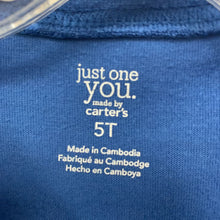 just one
you.
made by
carter's
5T
Made in Cambodia
Fabriqué au Cambodge
Hecho en Camboya